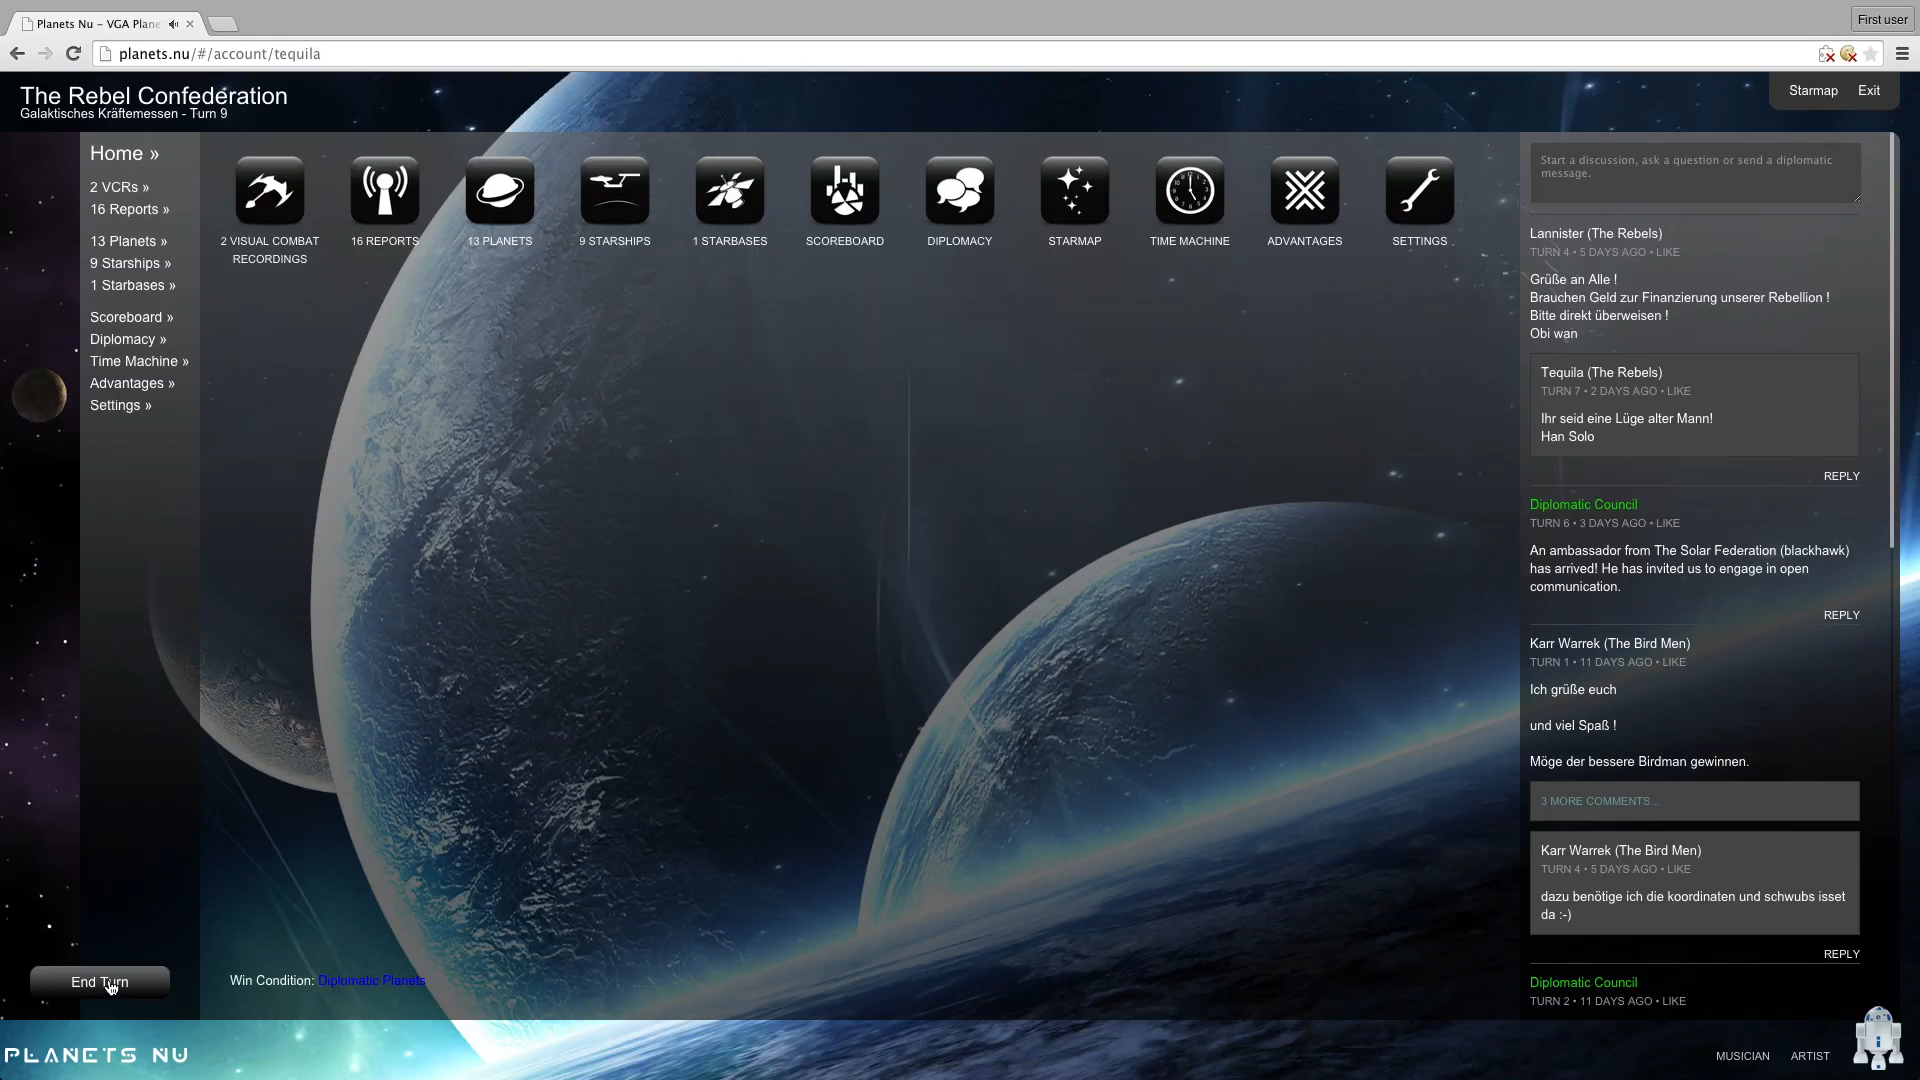 Planets Nu - VGA Plane
First user
planets.nu/#/account/tequila
The Rebel Confederation
Galaktisches Kräftemessen - Turn 9
Starmap Exit
Home »
2 VCRs »
16 Reports »
13 Planets »
9 Starships »
1 Starbases »
Scoreboard »
Diplomacy »
Time Machine »
Advantages »
Settings »
2 VISUAL COMBAT
RECORDINGS
16 REPORTS
13 PLANETS
9 STARSHIPS
1 STARBASES
SCOREBOARD
DIPLOMACY
STARMAP
TIME MACHINE
ADVANTAGES
SETTINGS
Start a discussion, ask a question or send a diplomatic
message.
Lannister (The Rebels)
TURN 4 • 5 DAYS AGO • LIKE
Grüße an Alle !
Brauchen Geld zur Finanzierung unserer Rebellion !
Bitte direkt überweisen !
Obi wan
Tequila (The Rebels)
TURN 7 • 2 DAYS AGO • LIKE
Ihr seid eine Lüge alter Mann!
Han Solo
REPLY
Diplomatic Council
TURN 6 • 3 DAYS AGO • LIKE
An ambassador from The Solar Federation (blackhawk)
has arrived! He has invited us to engage in open
communication.
REPLY
Karr Warrek (The Bird Men)
TURN 1 • 11 DAYS AGO • LIKE
Ich grüße euch
und viel Spaß !
Möge der bessere Birdman gewinnen.
3 MORE COMMENTS...
Karr Warrek (The Bird Men)
TURN 4 • 5 DAYS AGO • LIKE
dazu benötige ich die koordinaten und schwubs isset
da :-)
REPLY
Diplomatic Council
TURN 2 • 11 DAYS AGO • LIKE
End Turn
Win Condition: Diplomatic Planets
PLANETS NU
MUSICIAN ARTIST